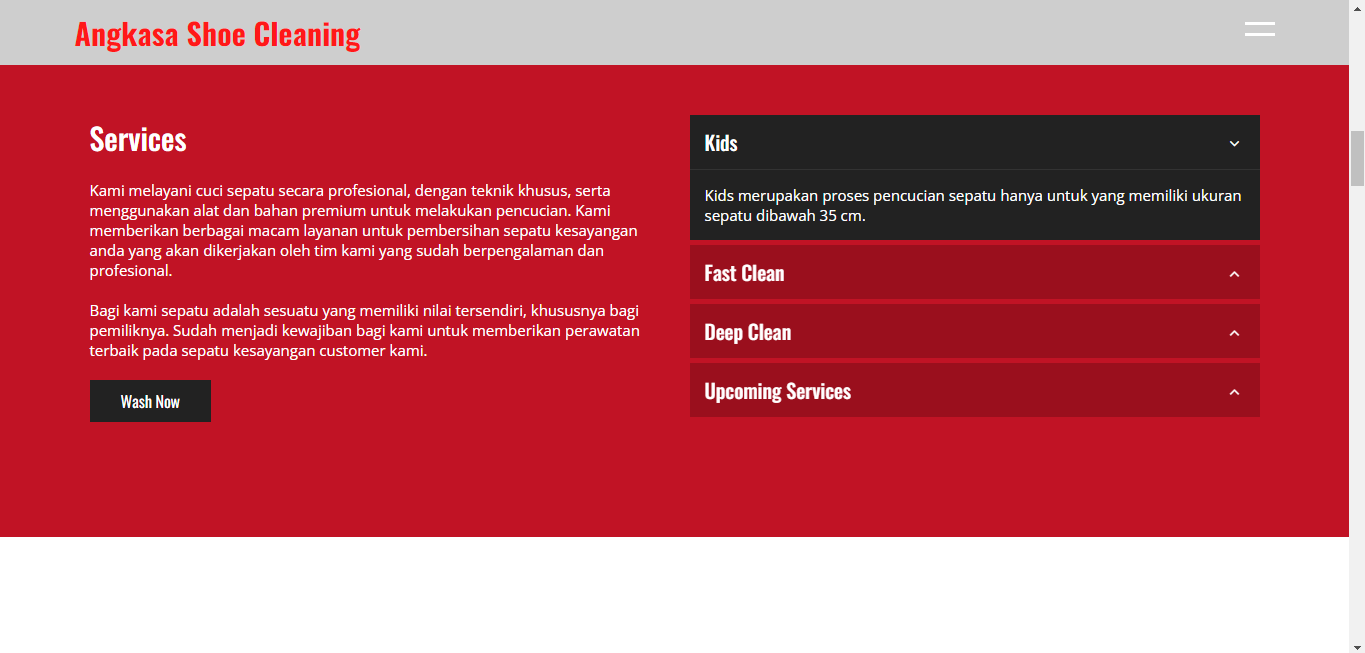 Angkasa Shoe Cleaning
Services
Kami melayani cuci sepatu secara profesional, dengan teknik khusus, serta
menggunakan alat dan bahan premium untuk melakukan pencucian. Kami
memberikan berbagai macam layanan untuk pembersihan sepatu kesayangan
anda yang akan dikerjakan oleh tim kami yang sudah berpengalaman dan
profesional.
Bagi kami sepatu adalah sesuatu yang memiliki nilai tersendiri, khususnya bagi
pemiliknya. Sudah menjadi kewajiban bagi kami untuk memberikan perawatan
terbaik pada sepatu kesayangan customer kami.
Wash Now
Kids
Kids merupakan proses pencucian sepatu hanya untuk yang memiliki ukuran
sepatu dibawah 35 cm.
Fast Clean
Deep Clean
Upcoming Services